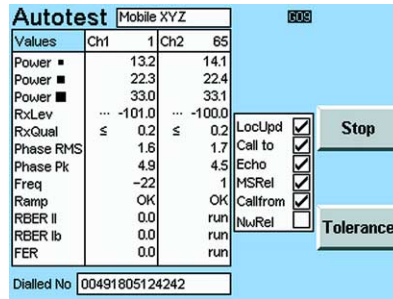 Autotest Mobile XYZ G09
Values Ch1 1 Ch2 65
Power ▪ 13.2 14.1
Power ■ 22.3 22.4
Power ■ 33.0 33.1
RxLev ... -101.0 ... -100.0
RxQual ≤ 0.2 ≤ 0.2
Phase RMS 1.6 1.7
Phase Pk 4.9 4.5
Freq -22 1
Ramp OK OK
RBER II 0.0 run
RBER Ib 0.0 run
FER 0.0 run
Dialled No 00491805124242
LocUpd
Call to
Echo
MSRel
Callfrom
NwRel
Stop
Tolerance